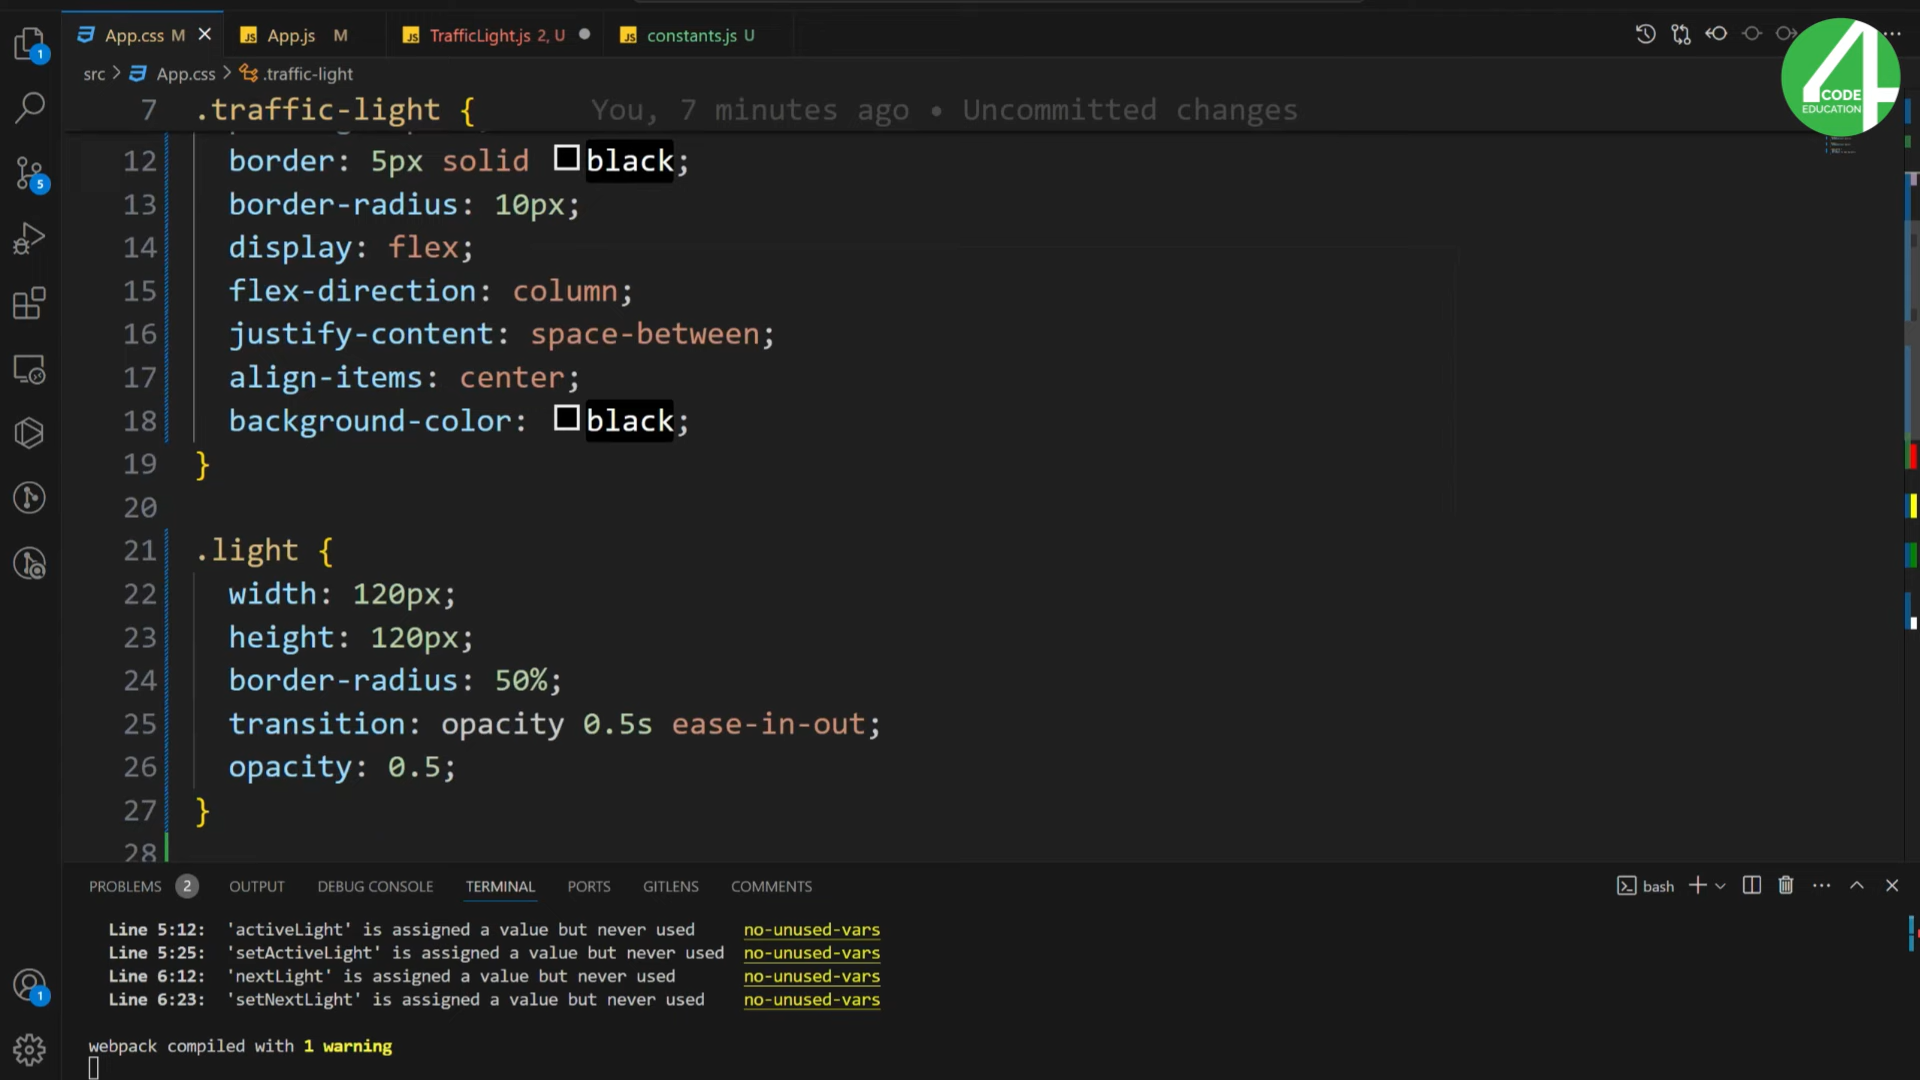 App.css M
App.js M
TrafficLight.js 2, U
constants.js U
4
CODE
EDUCATION
1
src > App.css > .traffic-light
7 .traffic-light { You, 7 minutes ago • Uncommitted changes
12 border: 5px solid black;
13 border-radius: 10px;
14 display: flex;
15 flex-direction: column;
16 justify-content: space-between;
17 align-items: center;
18 background-color: black;
19 }
20
21 .light {
22 width: 120px;
23 height: 120px;
24 border-radius: 50%;
25 transition: opacity 0.5s ease-in-out;
26 opacity: 0.5;
27 }
28
5
PROBLEMS 2 OUTPUT DEBUG CONSOLE TERMINAL PORTS GITLENS COMMENTS bash
Line 5:12: 'activeLight' is assigned a value but never used no-unused-vars
Line 5:25: 'setActiveLight' is assigned a value but never used no-unused-vars
Line 6:12: 'nextLight' is assigned a value but never used no-unused-vars
Line 6:23: 'setNextLight' is assigned a value but never used no-unused-vars
1
webpack compiled with 1 warning